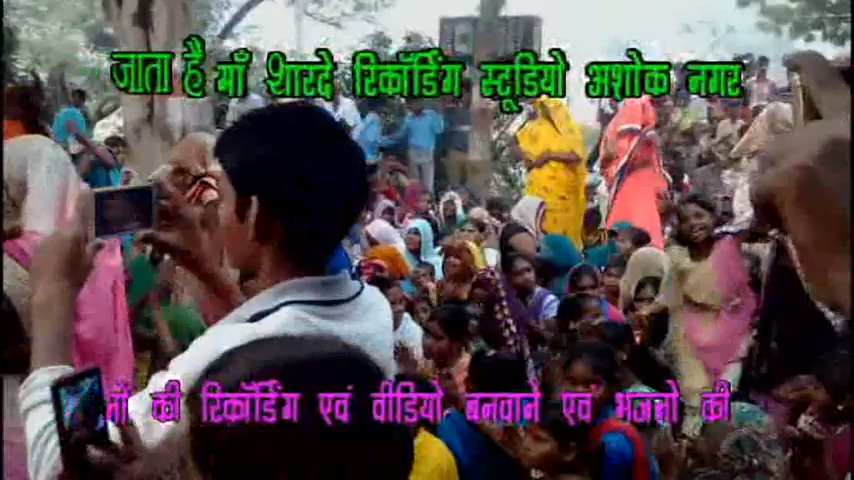 जाता है माँ शारदे रिकॉर्डिंग स्टूडियो अशोक नगर
की रिकॉर्डिंग एवं वीडियो बनवाने एवं भजनो की